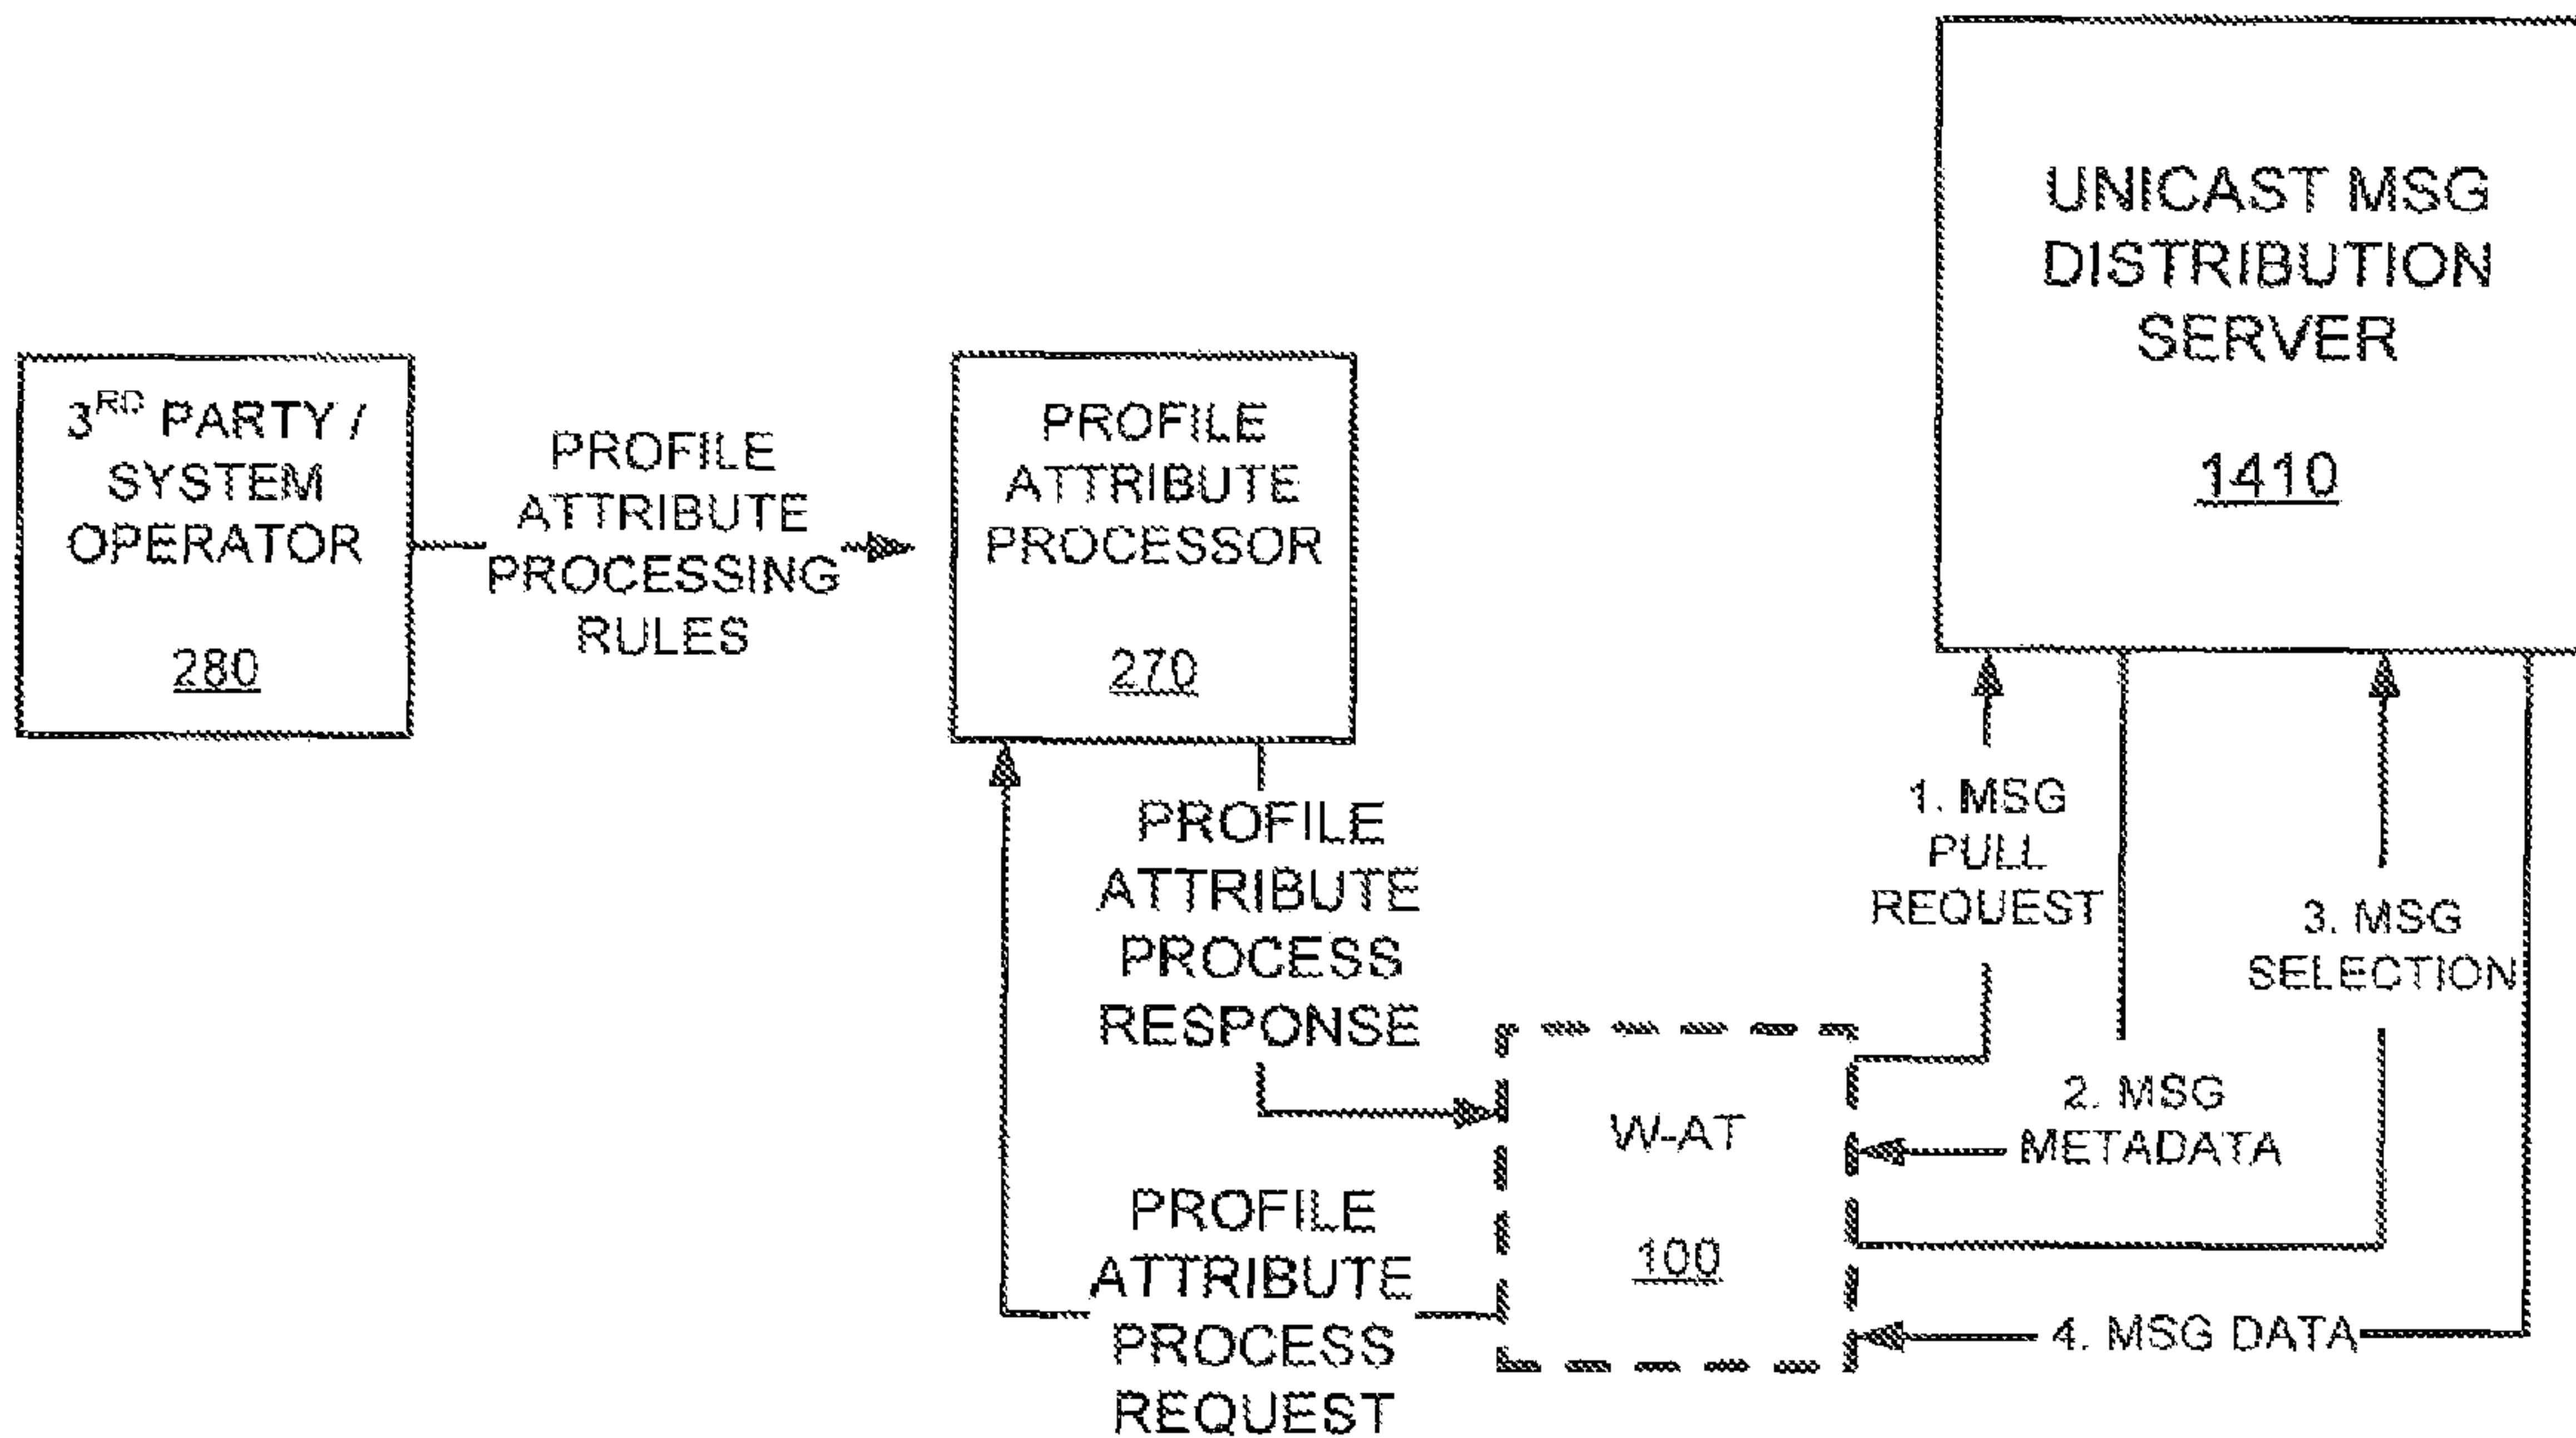 3RD PARTY /
SYSTEM
OPERATOR
280
PROFILE
ATTRIBUTE
PROCESSING
RULES
PROFILE
ATTRIBUTE
PROCESSOR
270
UNICAST MSG
DISTRIBUTION
SERVER
1410
PROFILE
ATTRIBUTE
PROCESS
RESPONSE
1. MSG
PULL
REQUEST
3. MSG
SELECTION
W-AT
100
2. MSG
METADATA
PROFILE
ATTRIBUTE
PROCESS
REQUEST
4. MSG DATA